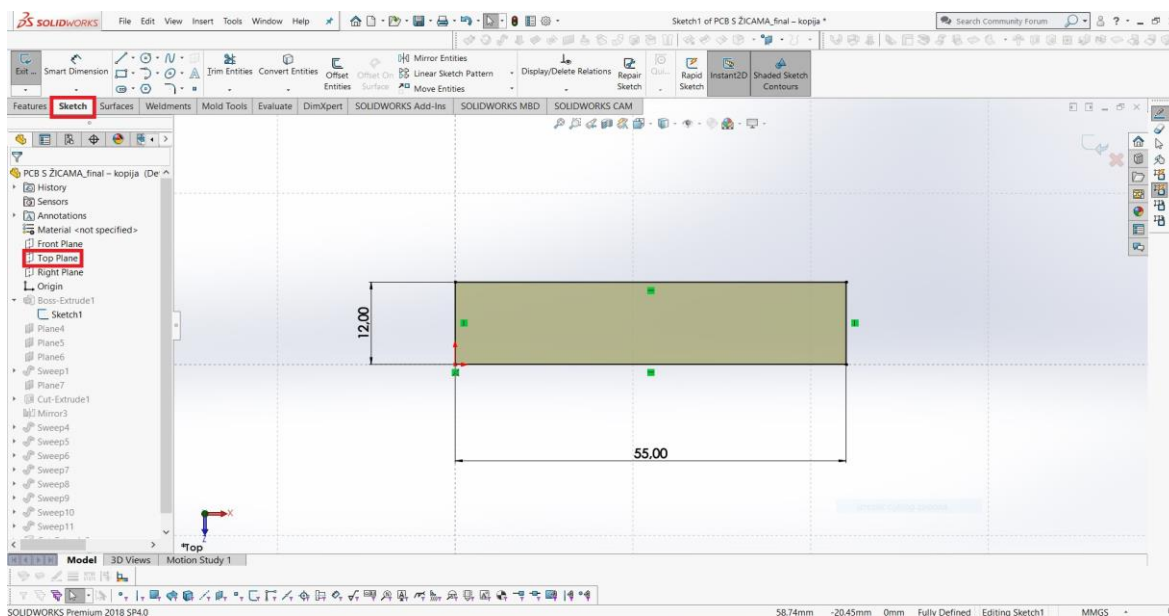 SOLIDWORKS File Edit View Insert Tools Window Help Sketch1 of PCB S ŽICAMA_final – kopija * Search Community Forum
Exit ... Smart Dimension Trim Entities Convert Entities Offset Entities Offset On Surface Mirror Entities Linear Sketch Pattern Move Entities Display/Delete Relations Repair Sketch Qui... Rapid Sketch Instant2D Shaded Sketch Contours
Features Sketch Surfaces Weldments Mold Tools Evaluate DimXpert SOLIDWORKS Add-Ins SOLIDWORKS MBD SOLIDWORKS CAM
PCB S ŽICAMA_final – kopija (De
History
Sensors
Annotations
Material <not specified>
Front Plane
Top Plane
Right Plane
Origin
Boss-Extrude1
Sketch1
Plane4
Plane5
Plane6
Sweep1
Plane7
Cut-Extrude1
Mirror3
Sweep4
Sweep5
Sweep6
Sweep7
Sweep8
Sweep9
Sweep10
Sweep11
12,00
55,00
X
Z
*Top
Model 3D Views Motion Study 1
SOLIDWORKS Premium 2018 SP4.0 58.74mm -20.45mm 0mm Fully Defined Editing Sketch1 MMGS